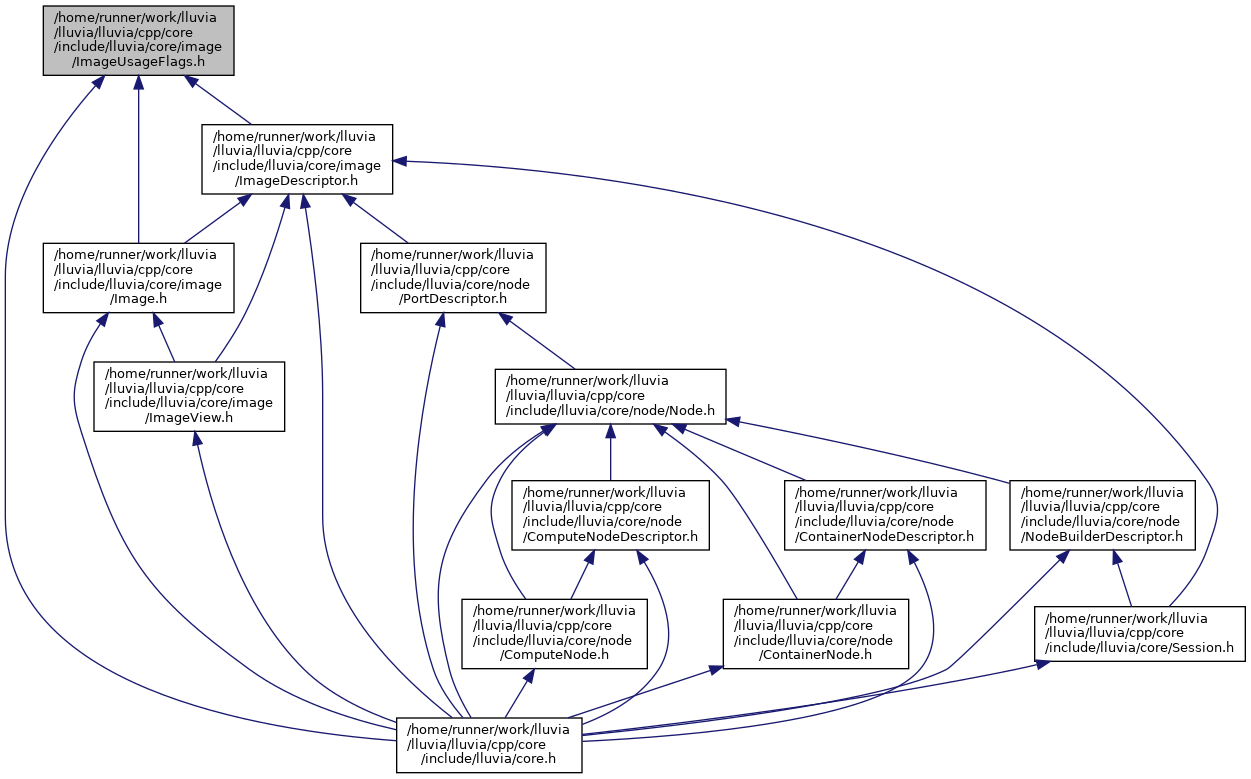 /home/runner/work/lluvia
/lluvia/lluvia/cpp/core
/include/lluvia/core/image
/ImageUsageFlags.h
/home/runner/work/lluvia
/lluvia/lluvia/cpp/core
/include/lluvia/core/image
/ImageDescriptor.h
/home/runner/work/lluvia
/lluvia/lluvia/cpp/core
/include/lluvia/core/image
/Image.h
/home/runner/work/lluvia
/lluvia/lluvia/cpp/core
/include/lluvia/core/node
/PortDescriptor.h
/home/runner/work/lluvia
/lluvia/lluvia/cpp/core
/include/lluvia/core/image
/ImageView.h
/home/runner/work/lluvia
/lluvia/lluvia/cpp/core
/include/lluvia/core/node/Node.h
/home/runner/work/lluvia
/lluvia/lluvia/cpp/core
/include/lluvia/core/node
/ComputeNodeDescriptor.h
/home/runner/work/lluvia
/lluvia/lluvia/cpp/core
/include/lluvia/core/node
/ContainerNodeDescriptor.h
/home/runner/work/lluvia
/lluvia/lluvia/cpp/core
/include/lluvia/core/node
/NodeBuilderDescriptor.h
/home/runner/work/lluvia
/lluvia/lluvia/cpp/core
/include/lluvia/core/node
/ComputeNode.h
/home/runner/work/lluvia
/lluvia/lluvia/cpp/core
/include/lluvia/core/node
/ContainerNode.h
/home/runner/work/lluvia
/lluvia/lluvia/cpp/core
/include/lluvia/core/Session.h
/home/runner/work/lluvia
/lluvia/lluvia/cpp/core
/include/lluvia/core.h